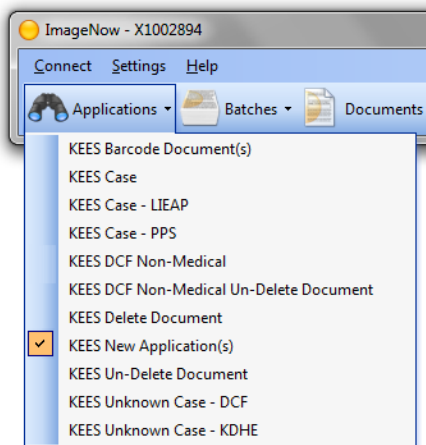 ImageNow - X1002894
Connect Settings Help
Applications Batches Documents
KEES Barcode Document(s)
KEES Case
KEES Case - LIEAP
KEES Case - PPS
KEES DCF Non-Medical
KEES DCF Non-Medical Un-Delete Document
KEES Delete Document
KEES New Application(s)
KEES Un-Delete Document
KEES Unknown Case - DCF
KEES Unknown Case - KDHE